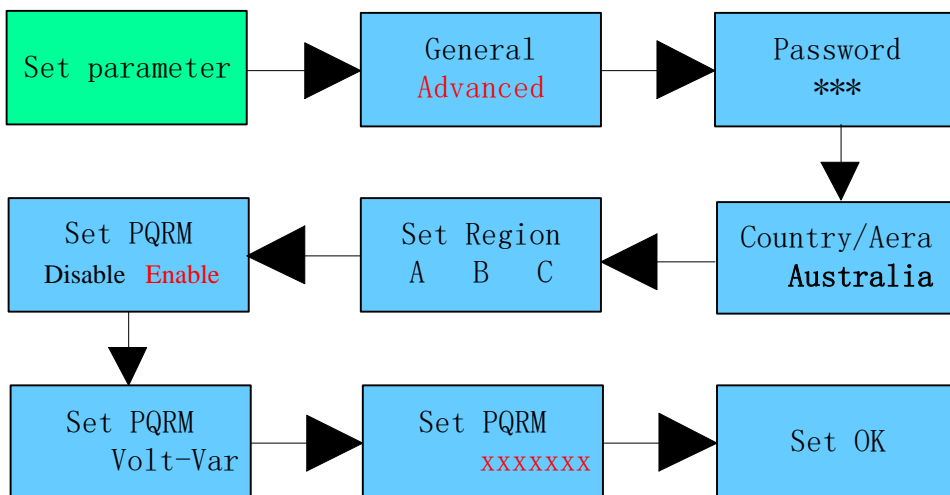 Set parameter
General
Advanced
Password
***
Country/Aera
Australia
Set Region
A B C
Set PQRM
Disable Enable
Set PQRM
Volt-Var
Set PQRM
xxxxxxx
Set OK